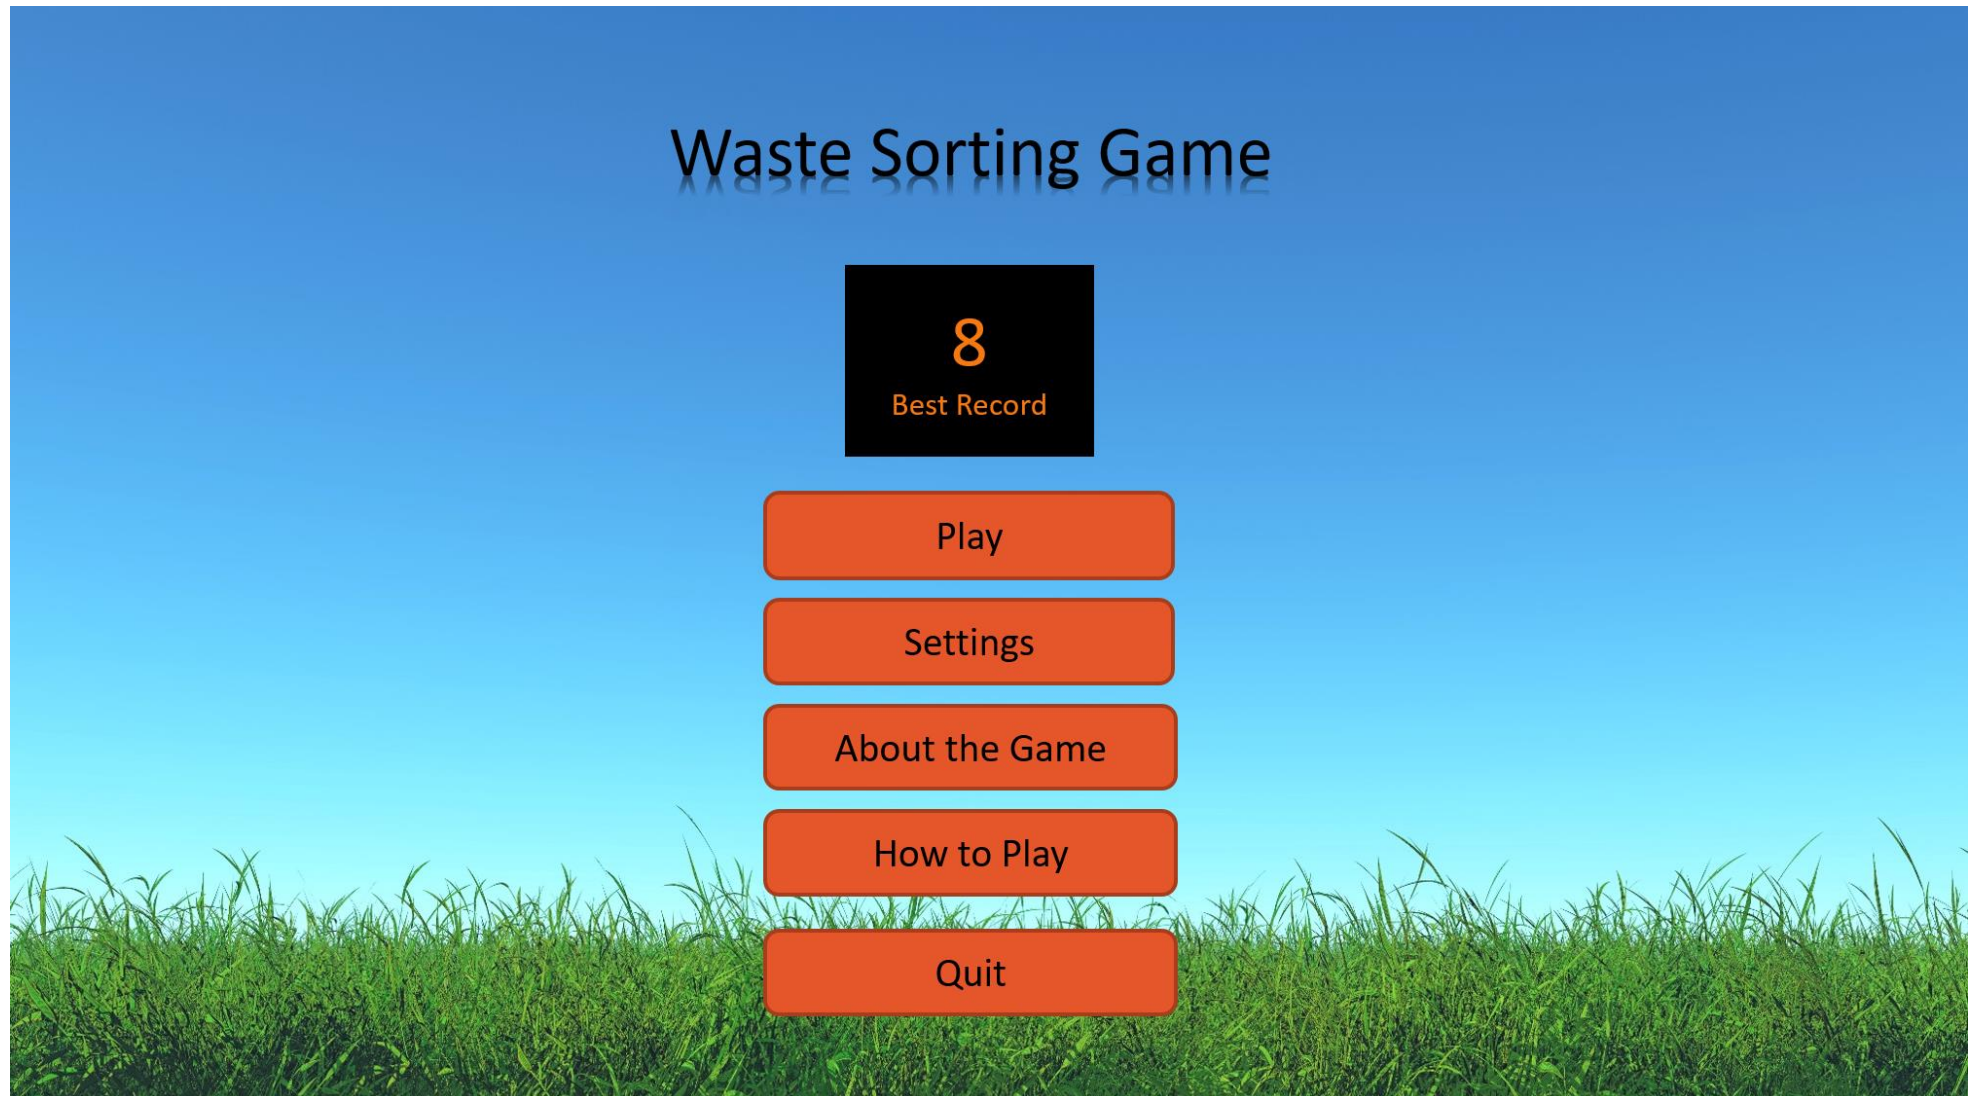 Waste Sorting Game
8
Best Record
Play
Settings
About the Game
How to Play
Quit